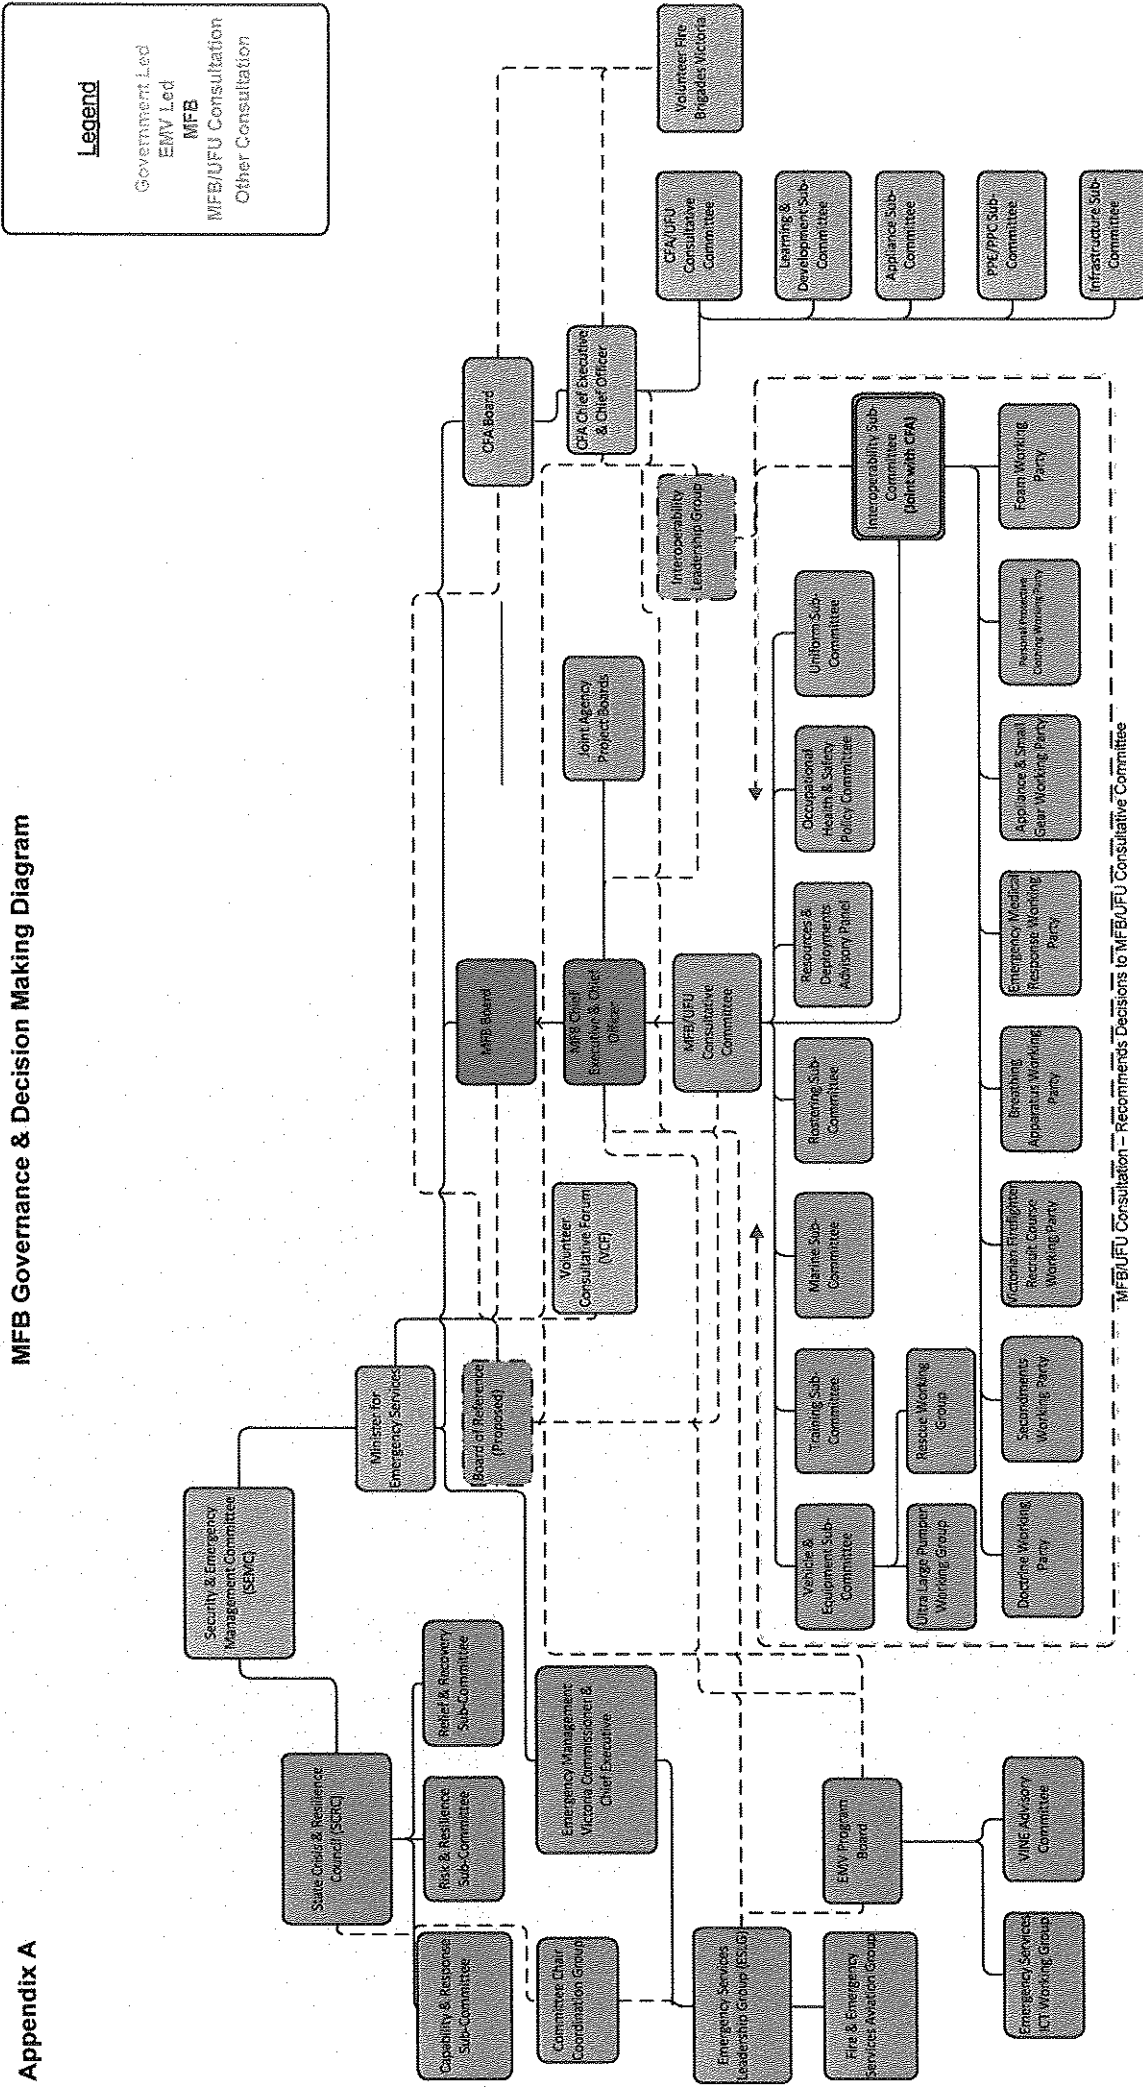 Appendix A
MFB Governance & Decision Making Diagram
Legend
Government Led
EMV Led
MFB
MFB/UFU Consultation
Other Consultation
Security & Emergency
Management Committee
(SEMC)
State Crisis & Resilience
Council (SCRC)
Minister for
Emergency Services
Capability & Response
Sub-Committee
Risk & Resilience
Sub-Committee
Relief & Recovery
Sub-Committee
Board of Reference
(Proposed)
MFB Board
CFA Board
Committee Chair
Coordination Group
Emergency Management
Victoria Commissioner &
Chief Executive
Volunteer
Consultative Forum
(VCF)
MFB Chief
Executive & Chief
Officer
Joint Agency
Project Boards
CFA Chief Executive
& Chief Officer
Emergency Services
Leadership Group (ESLG)
MFB/UFU
Consultative
Committee
Interoperability
Leadership Group
CFA/UFU
Consultative
Committee
Volunteer Fire
Brigades Victoria
Fire & Emergency
Services Aviation Group
EMV Program
Board
Vehicle &
Equipment Sub-
Committee
Training Sub-
Committee
Marine Sub-
Committee
Rostering Sub-
Committee
Resources &
Deployments
Advisory Panel
Occupational
Health & Safety
Policy Committee
Uniform Sub-
Committee
Interoperability Sub-
Committee
(Joint with CFA)
Learning &
Development Sub-
Committee
Appliance Sub-
Committee
PPE/PPC Sub-
Committee
Infrastructure Sub-
Committee
Ultra Large Pumper
Working Group
Rescue Working
Group
Emergency Services
ICT Working Group
VINE Advisory
Committee
Doctrine Working
Party
Secondments
Working Party
Victorian Firefighter
Recruit Course
Working Party
Breathing
Apparatus Working
Party
Emergency Medical
Response Working
Party
Appliance & Small
Gear Working Party
Personal Protective
Clothing Working Party
Foam Working
Party
MFB/UFU Consultation – Recommends Decisions to MFB/UFU Consultative Committee